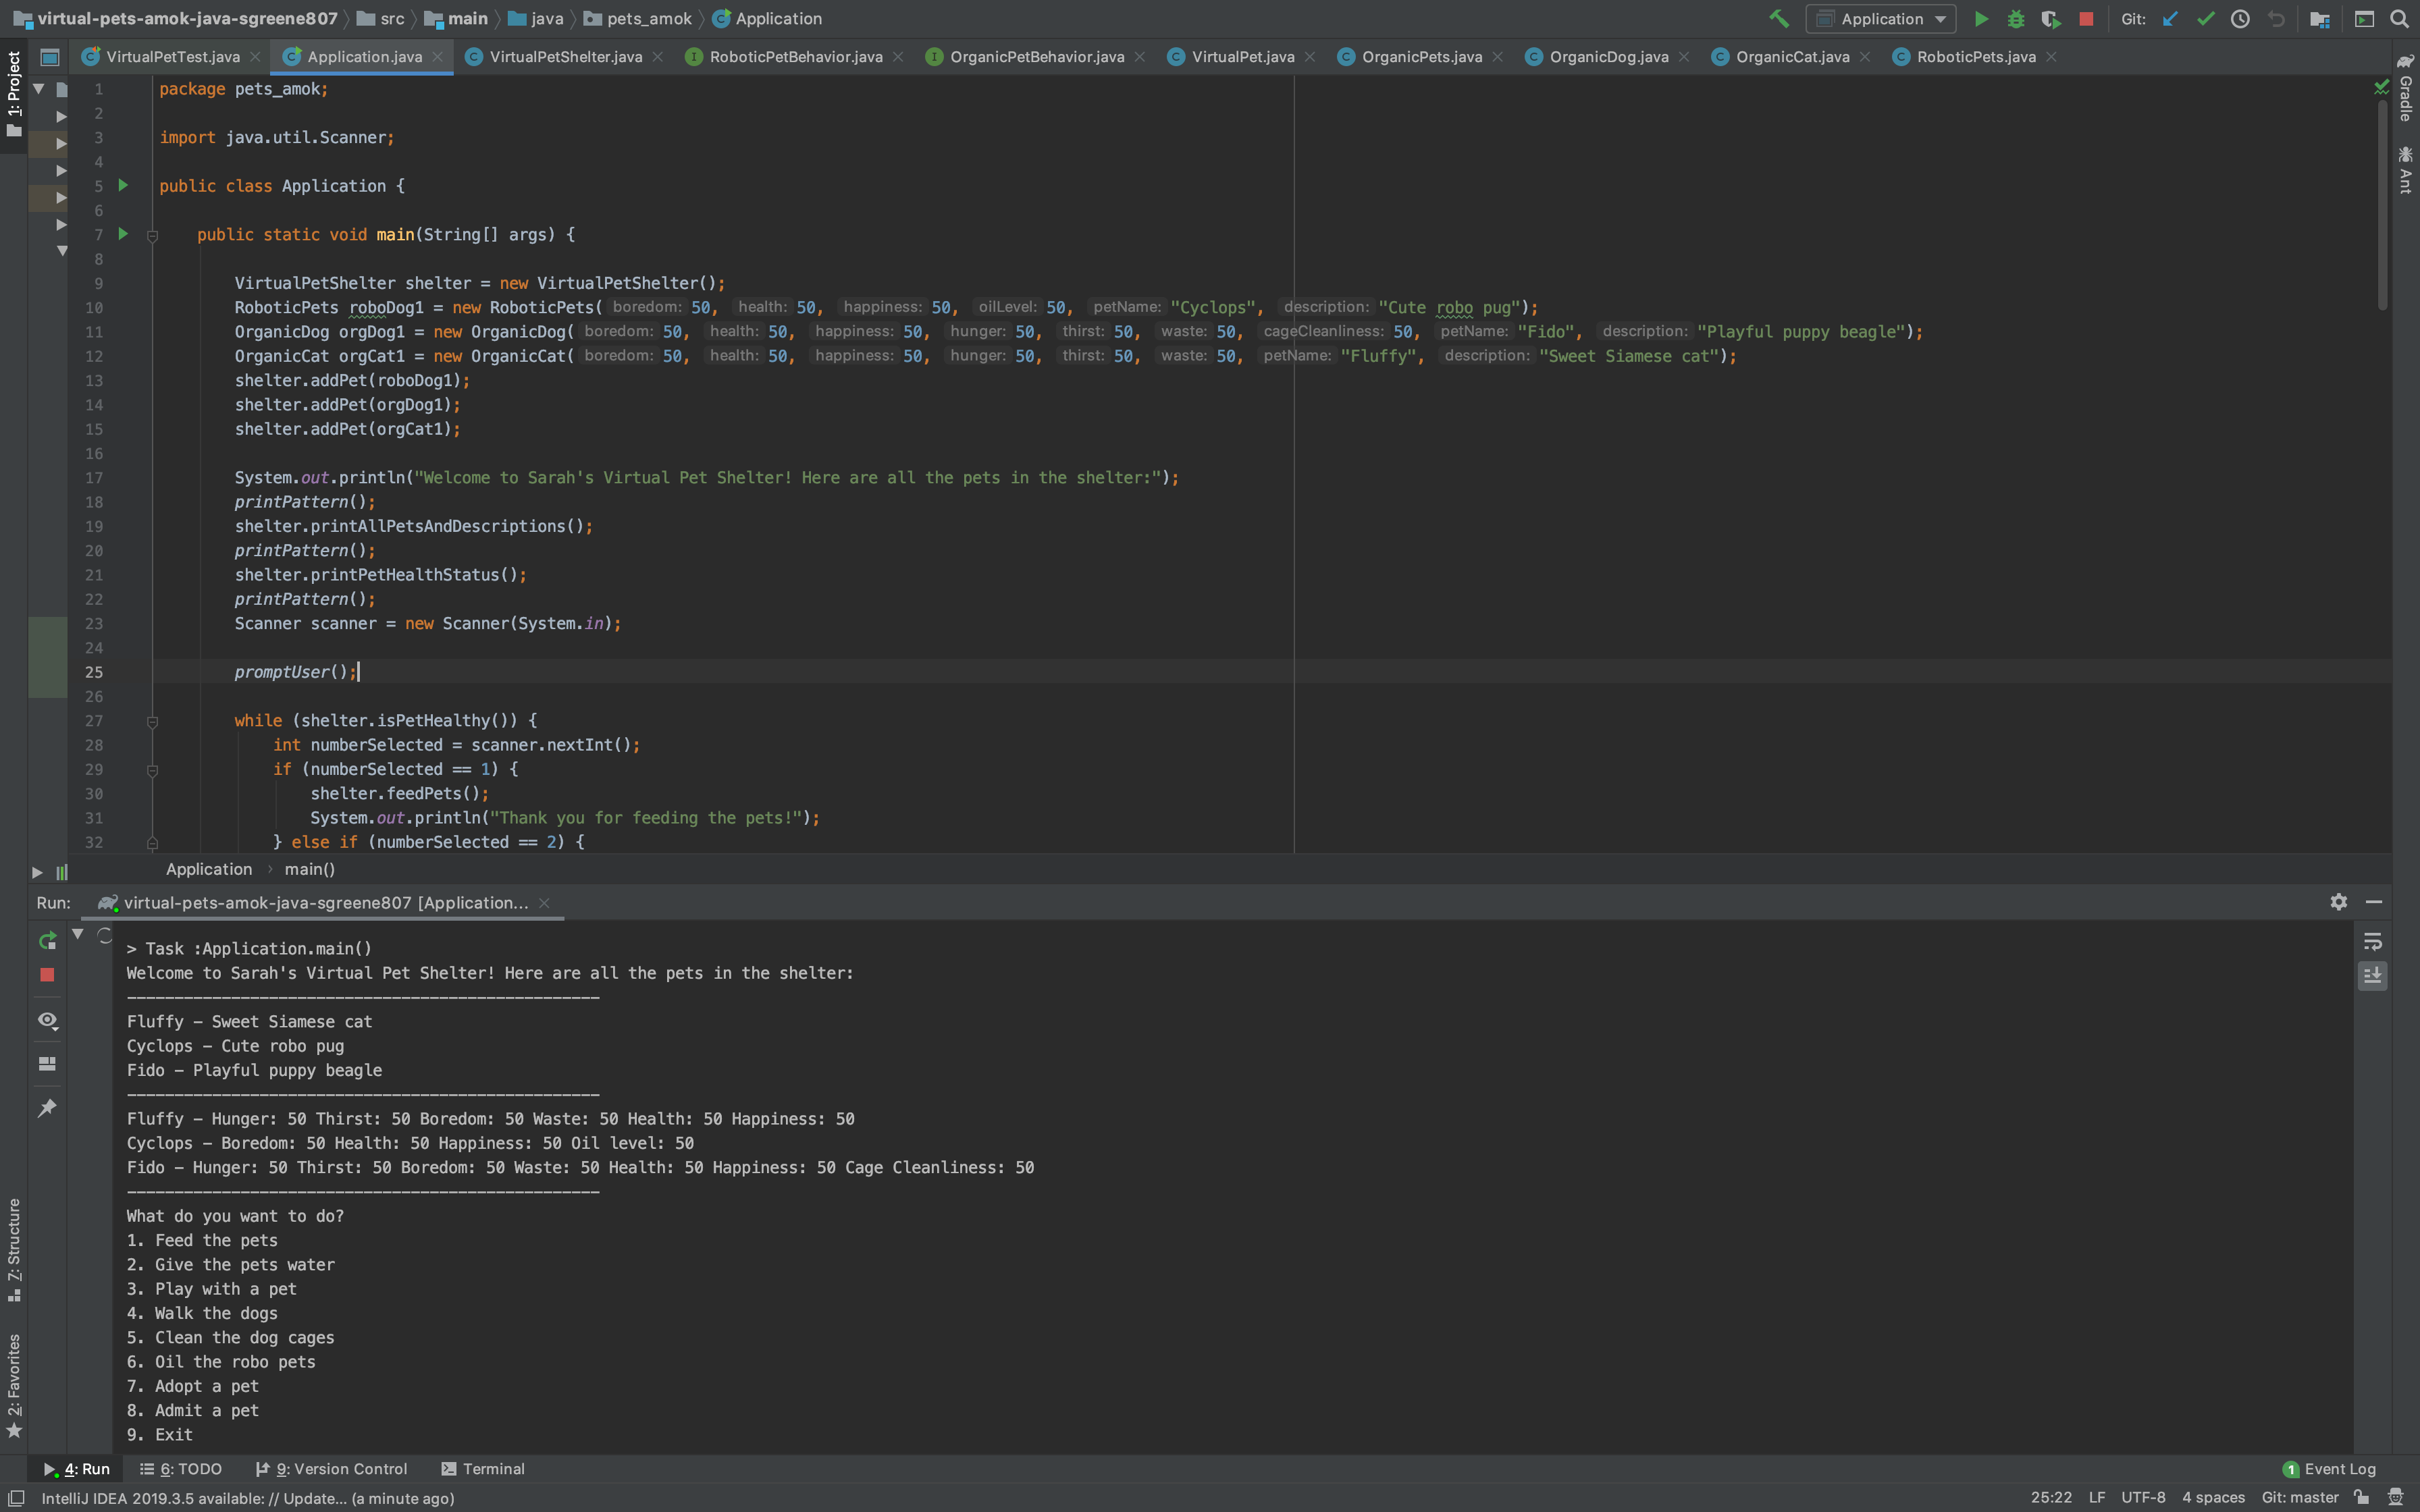 virtual-pets-amok-java-sgreene807 src main java pets_amok Application
Application Git:
VirtualPetTest.java Application.java VirtualPetShelter.java RoboticPetBehavior.java OrganicPetBehavior.java VirtualPet.java OrganicPets.java OrganicDog.java OrganicCat.java RoboticPets.java
1: Project
Gradle
Ant
1 package pets_amok;
2
3 import java.util.Scanner;
4
5 public class Application {
6
7 public static void main(String[] args) {
8
9 VirtualPetShelter shelter = new VirtualPetShelter();
10 RoboticPets roboDog1 = new RoboticPets( boredom: 50, health: 50, happiness: 50, oilLevel: 50, petName: "Cyclops", description: "Cute robo pug");
11 OrganicDog orgDog1 = new OrganicDog( boredom: 50, health: 50, happiness: 50, hunger: 50, thirst: 50, waste: 50, cageCleanliness: 50, petName: "Fido", description: "Playful puppy beagle");
12 OrganicCat orgCat1 = new OrganicCat( boredom: 50, health: 50, happiness: 50, hunger: 50, thirst: 50, waste: 50, petName: "Fluffy", description: "Sweet Siamese cat");
13 shelter.addPet(roboDog1);
14 shelter.addPet(orgDog1);
15 shelter.addPet(orgCat1);
16
17 System.out.println("Welcome to Sarah's Virtual Pet Shelter! Here are all the pets in the shelter:");
18 printPattern();
19 shelter.printAllPetsAndDescriptions();
20 printPattern();
21 shelter.printPetHealthStatus();
22 printPattern();
23 Scanner scanner = new Scanner(System.in);
24
25 promptUser();
26
27 while (shelter.isPetHealthy()) {
28 int numberSelected = scanner.nextInt();
29 if (numberSelected == 1) {
30 shelter.feedPets();
31 System.out.println("Thank you for feeding the pets!");
32 } else if (numberSelected == 2) {
Application main()
Run: virtual-pets-amok-java-sgreene807 [Application...
> Task :Application.main()
Welcome to Sarah's Virtual Pet Shelter! Here are all the pets in the shelter:
--------------------------------------------------
Fluffy - Sweet Siamese cat
Cyclops - Cute robo pug
Fido - Playful puppy beagle
--------------------------------------------------
Fluffy - Hunger: 50 Thirst: 50 Boredom: 50 Waste: 50 Health: 50 Happiness: 50
Cyclops - Boredom: 50 Health: 50 Happiness: 50 Oil level: 50
Fido - Hunger: 50 Thirst: 50 Boredom: 50 Waste: 50 Health: 50 Happiness: 50 Cage Cleanliness: 50
--------------------------------------------------
What do you want to do?
1. Feed the pets
2. Give the pets water
3. Play with a pet
4. Walk the dogs
5. Clean the dog cages
6. Oil the robo pets
7. Adopt a pet
8. Admit a pet
9. Exit
7: Structure
2: Favorites
4: Run 6: TODO 9: Version Control Terminal 1 Event Log
IntelliJ IDEA 2019.3.5 available: // Update... (a minute ago) 25:22 LF UTF-8 4 spaces Git: master